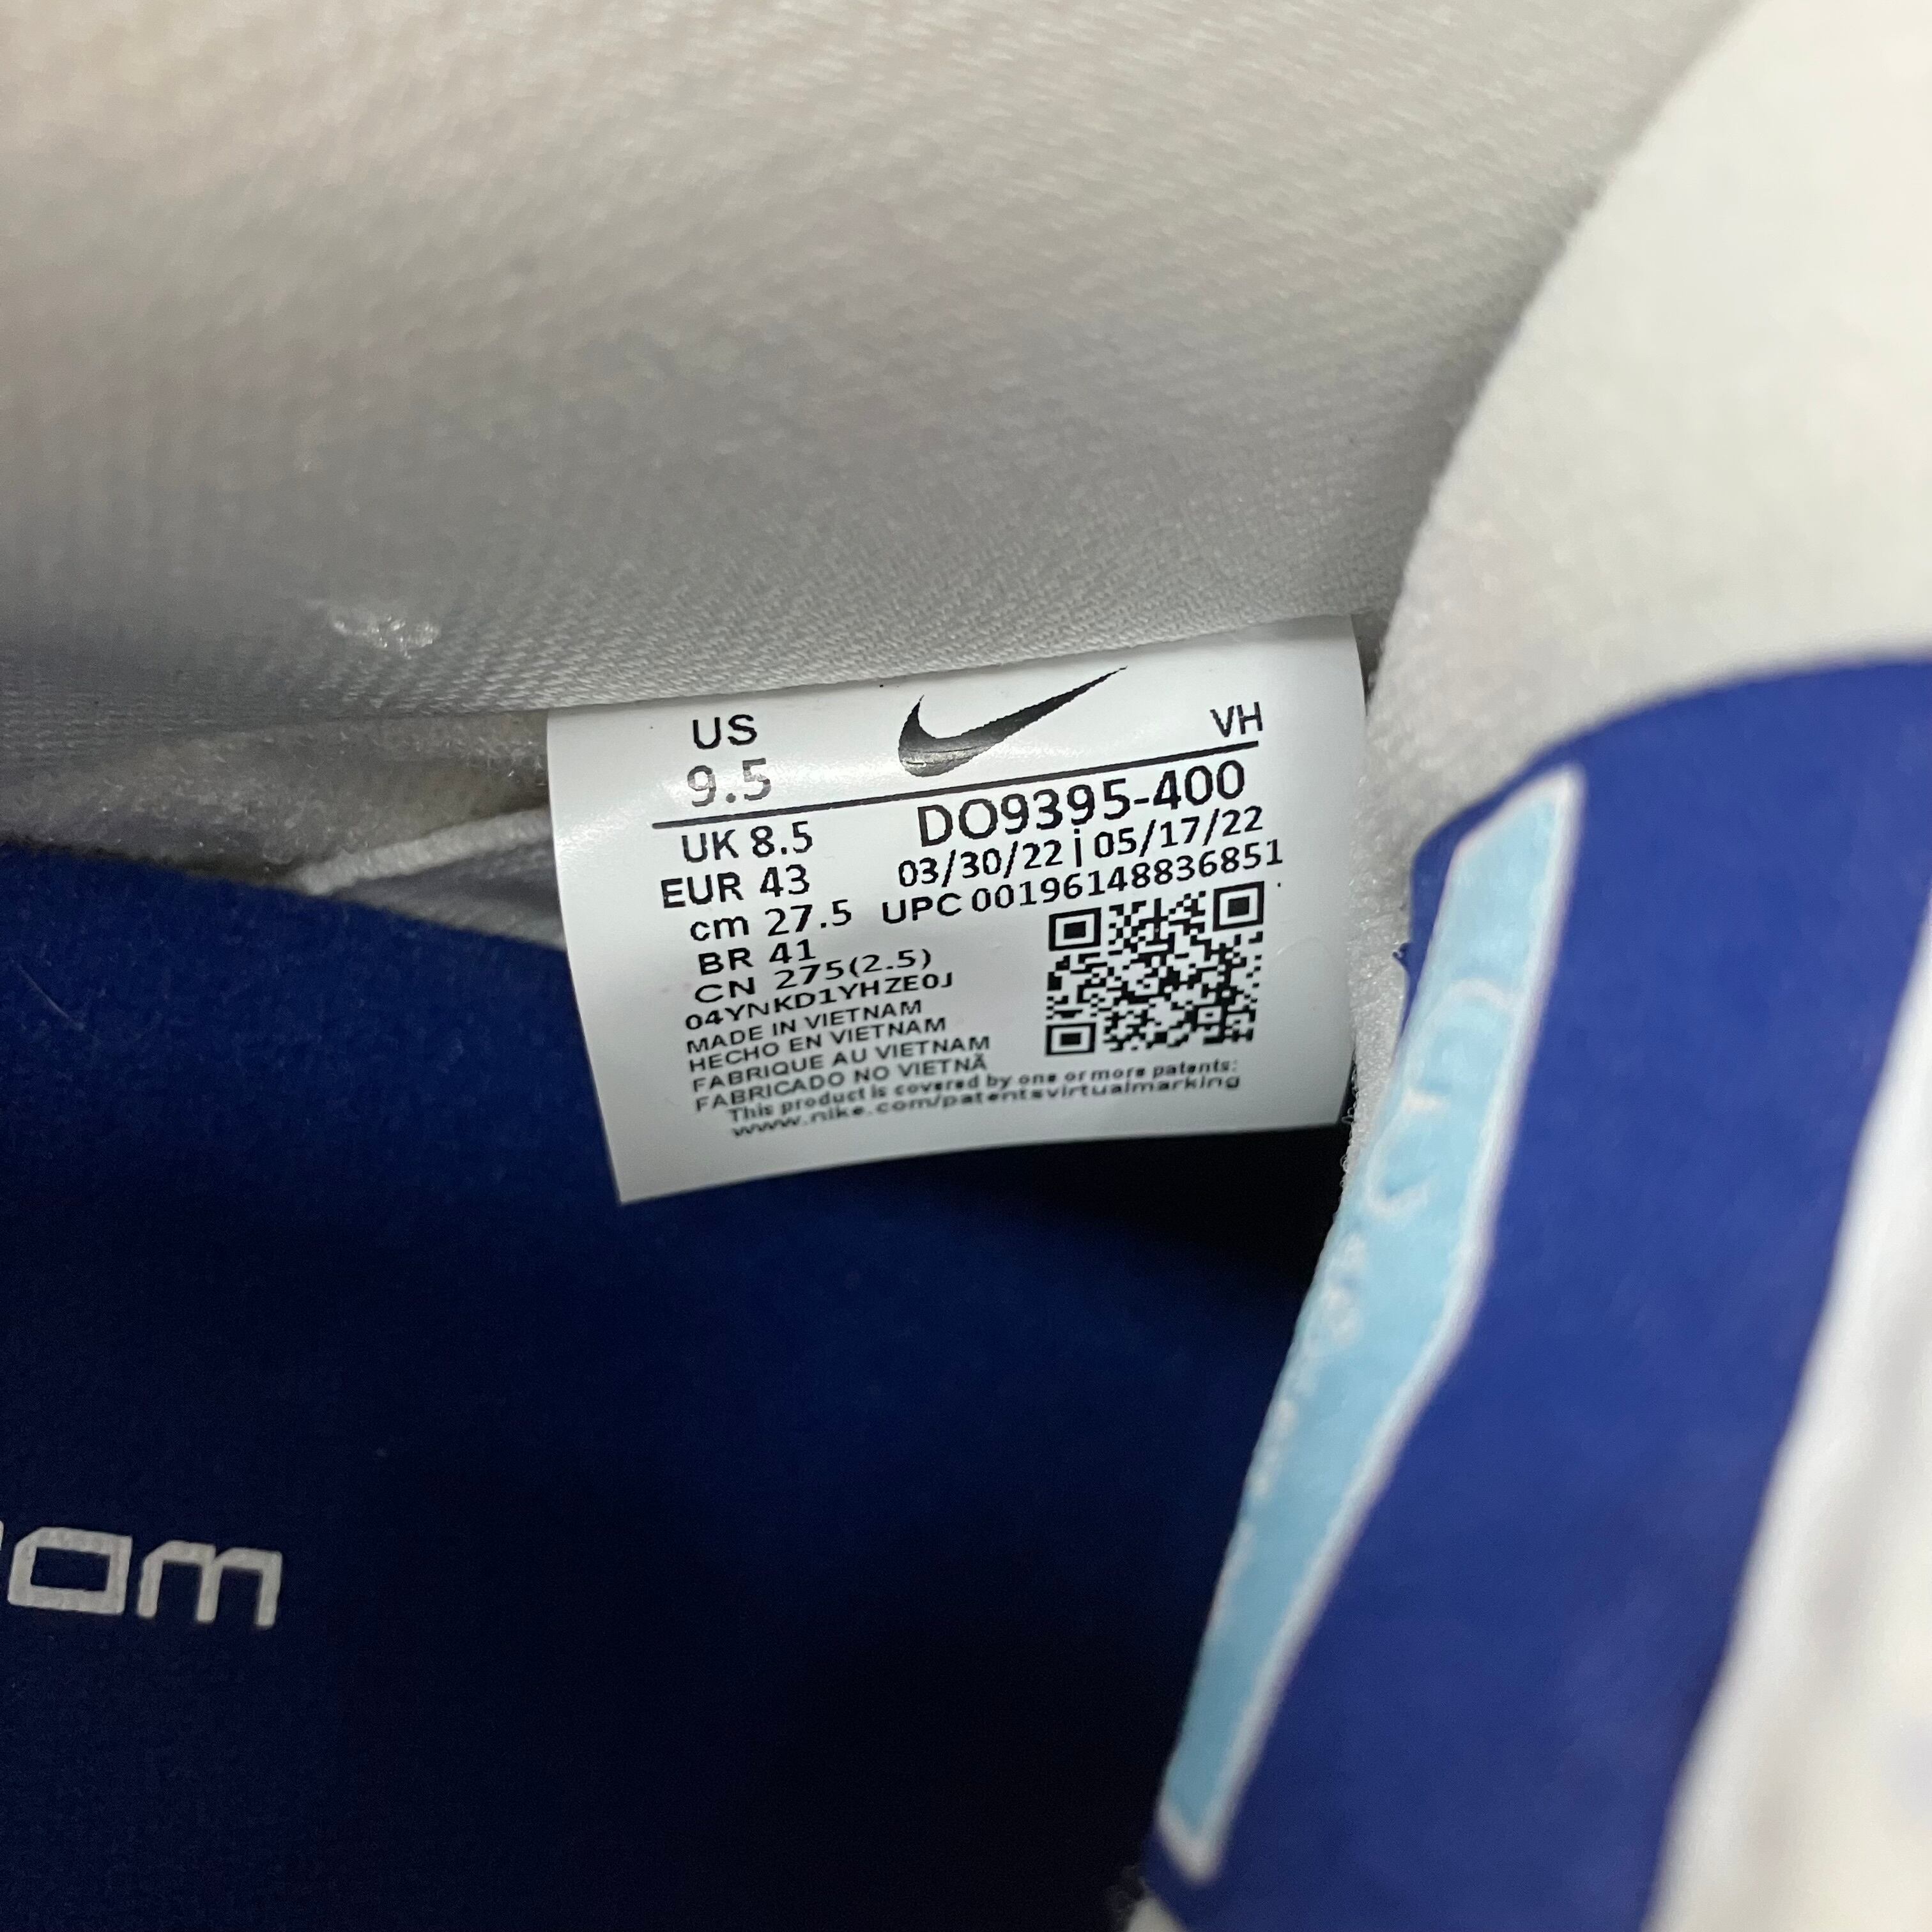 US
9.5
VH
UK 8.5
EUR 43
cm 27.5
BR 41
CN 275(2.5)
DO9395-400
03/30/22 | 05/17/22
UPC 00196148836851
04YNKD1YHZE0J
MADE IN VIETNAM
HECHO EN VIETNAM
FABRIQUE AU VIETNAM
FABRICADO NO VIETNÃ
This product is covered by one or more patents:
www.nike.com/patentsvirtualmarking
om